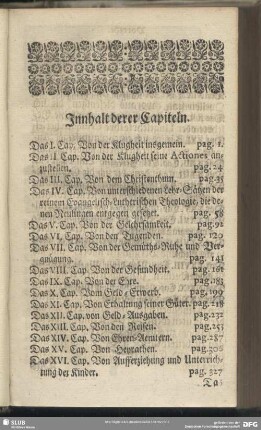 Innhalt derer Capiteln.
Das I. Cap. Von der Klugheit insgemein. pag. 1.
Das II. Cap. Von der Klugheit seine Actiones an-
zustellen. pag. 24
Das III. Cap. Von dem Christenthum. pag. 35
Das IV. Cap. Von unterschiedenen Lehr-Sätzen der
reinen Evangelisch-Lutherischen Theologie, die de-
nen Neulingen entgegen gesetzet. pag. 58
Das V. Cap. Von der Gelehrsamkeit. pag. 92
Das VI. Cap. Von den Tugenden. pag. 120
Das VII. Cap. Von der Gemüths-Ruhe und Ver-
gnügung. pag. 141
Das VIII. Cap. Von der Gesundheit. pag. 161
Das IX. Cap. Von der Ehre. pag. 183
Das X. Cap. Vom Geld-Erwerb. pag. 199
Das XI. Cap. Von Erhaltung seiner Güter. pag. 218
Das XII. Cap. von Geld-Ausgaben. pag. 232
Das XIII. Cap. Von den Reisen. pag. 253
Das XIV. Cap. Von Ehren-Aemtern. pag. 287
Das XV. Cap. Von Heyrathen. pag. 306
Das XVI. Cap. Von Aufferziehung und Unterrich-
tung der Kinder. pag. 327
Das
SLUB
DFG